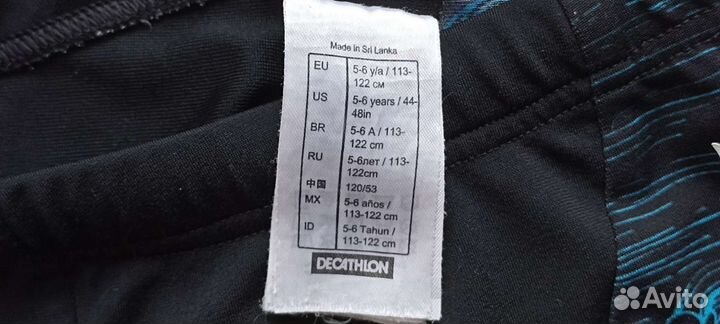 Made in Sri Lanka
EU 5-6 y/a / 113-
122 см
US 5-6 years / 44-
48in
BR 5-6 A / 113-
122 cm
RU 5-6лет / 113-
122cm
中国 120/53
MX 5-6 años /
113-122 cm
ID 5-6 Tahun /
113-122 cm
DECATHLON
Avito